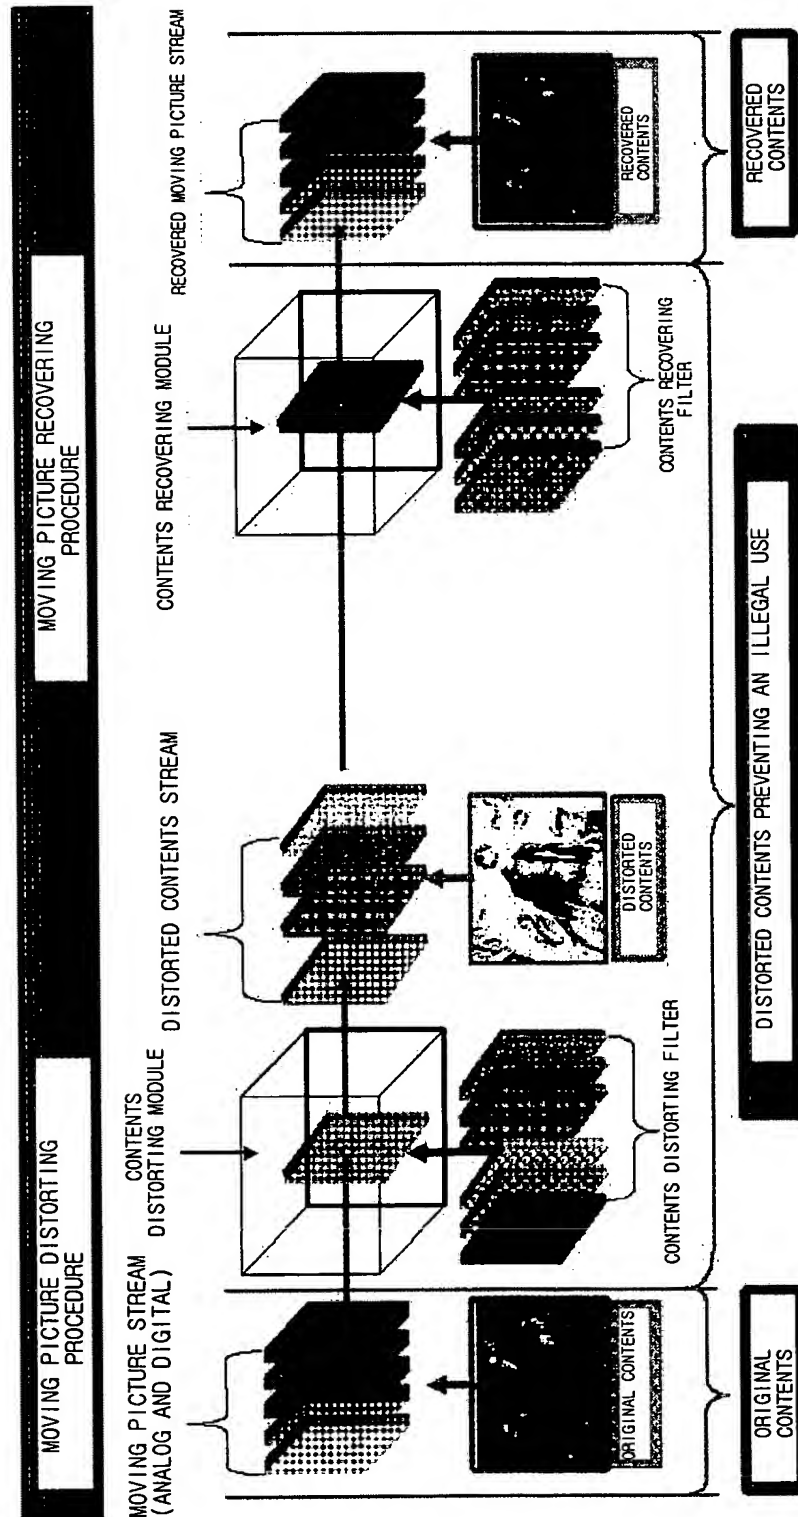 MOVING PICTURE DISTORTING
PROCEDURE
MOVING PICTURE RECOVERING
PROCEDURE
MOVING PICTURE STREAM
(ANALOG AND DIGITAL)
CONTENTS
DISTORTING MODULE
DISTORTED CONTENTS STREAM
CONTENTS RECOVERING MODULE
RECOVERED MOVING PICTURE STREAM
ORIGINAL CONTENTS
CONTENTS DISTORTING FILTER
DISTORTED
CONTENTS
CONTENTS RECOVERING
FILTER
RECOVERED
CONTENTS
ORIGINAL
CONTENTS
DISTORTED CONTENTS PREVENTING AN ILLEGAL USE
RECOVERED
CONTENTS